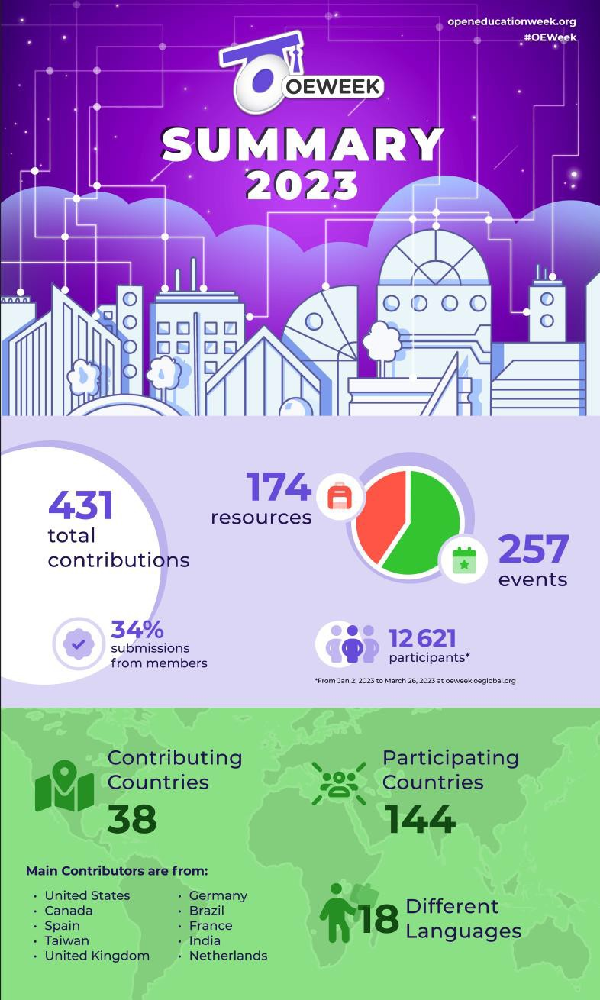 openeducationweek.org
#OEWeek
OEWEEK
SUMMARY
2023
431
total
contributions
174
resources
257
events
34%
submissions
from members
12 621
participants*
*From Jan 2, 2023 to March 26, 2023 at oeweek.oeglobal.org
Contributing
Countries
38
Participating
Countries
144
Main Contributors are from:
• United States
• Canada
• Spain
• Taiwan
• United Kingdom
• Germany
• Brazil
• France
• India
• Netherlands
18
Different
Languages